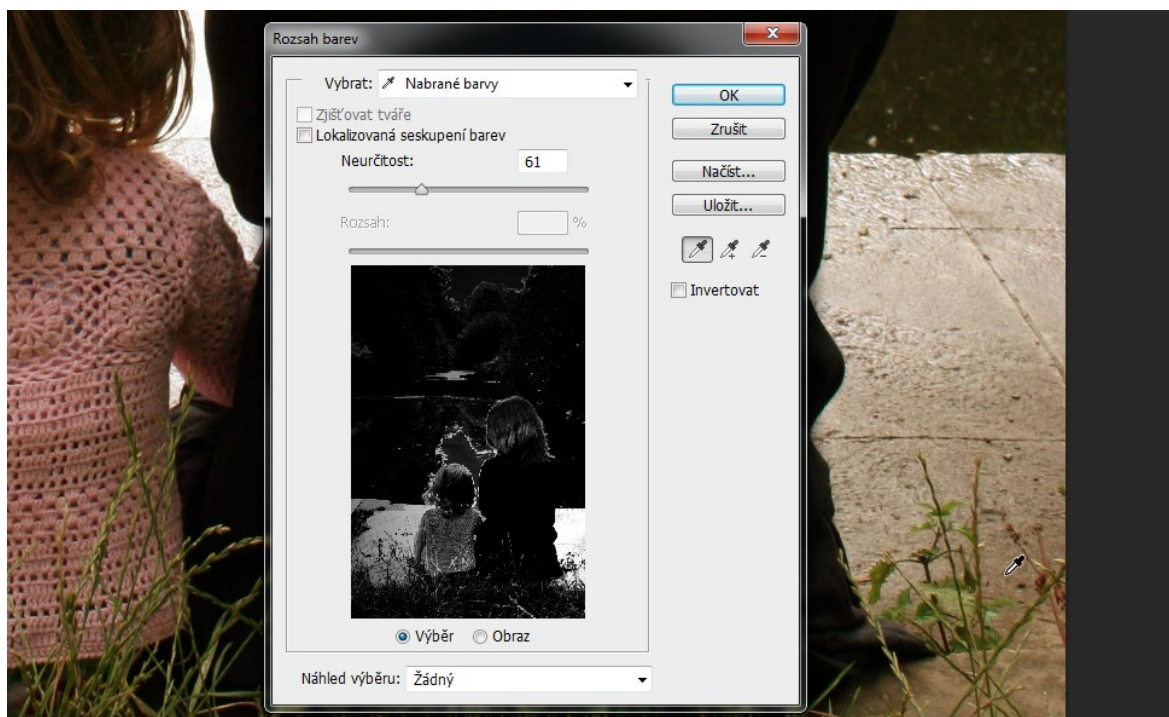 Rozsah barev
Vybrat: Nabrané barvy
OK
Zjišťovat tváře
Lokalizovaná seskupení barev
Zrušit
Neurčitost: 61
Načíst...
Uložit...
Rozsah: %
Invertovat
Výběr Obraz
Náhled výběru: Žádný